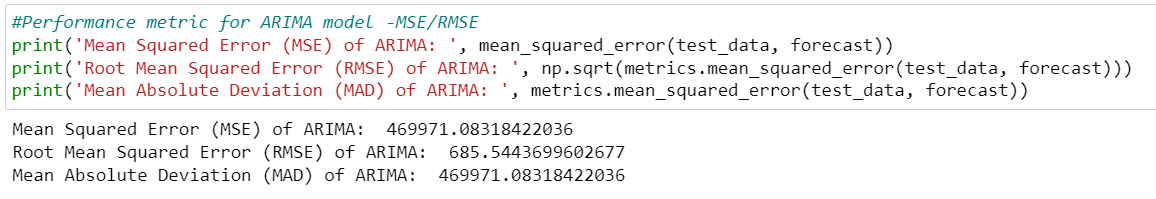 #Performance metric for ARIMA model -MSE/RMSE
print('Mean Squared Error (MSE) of ARIMA: ', mean_squared_error(test_data, forecast))
print('Root Mean Squared Error (RMSE) of ARIMA: ', np.sqrt(metrics.mean_squared_error(test_data, forecast)))
print('Mean Absolute Deviation (MAD) of ARIMA: ', metrics.mean_squared_error(test_data, forecast))
Mean Squared Error (MSE) of ARIMA:  469971.08318422036
Root Mean Squared Error (RMSE) of ARIMA:  685.5443699602677
Mean Absolute Deviation (MAD) of ARIMA:  469971.08318422036